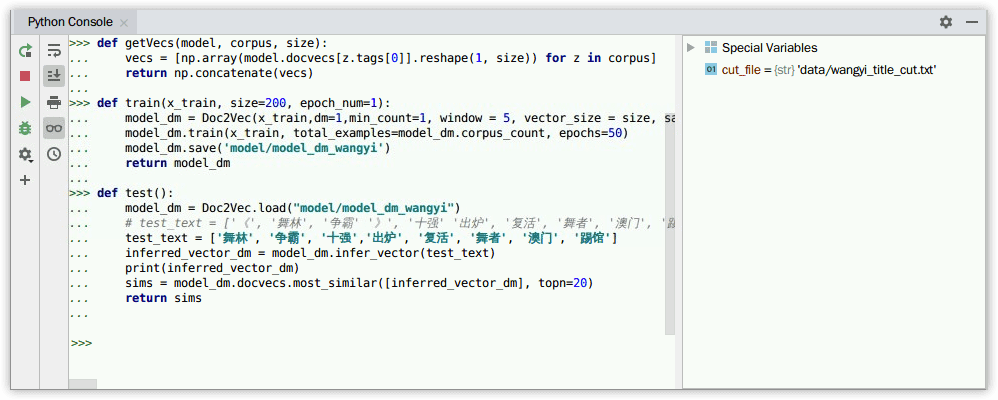 Python Console
>>> def getVecs(model, corpus, size):
...     vecs = [np.array(model.docvecs[z.tags[0]].reshape(1, size)) for z in corpus]
...     return np.concatenate(vecs)
...
>>> def train(x_train, size=200, epoch_num=1):
...     model_dm = Doc2Vec(x_train,dm=1,min_count=1, window = 5, vector_size = size, sa
...     model_dm.train(x_train, total_examples=model_dm.corpus_count, epochs=50)
...     model_dm.save('model/model_dm_wangyi')
...     return model_dm
...
>>> def test():
...     model_dm = Doc2Vec.load("model/model_dm_wangyi")
...     # test_text = ['《', '舞林', '争霸' '》', '十强' '出炉', '复活', '舞者', '澳门', '踢
...     test_text = ['舞林', '争霸', '十强','出炉', '复活', '舞者', '澳门', '踢馆']
...     inferred_vector_dm = model_dm.infer_vector(test_text)
...     print(inferred_vector_dm)
...     sims = model_dm.docvecs.most_similar([inferred_vector_dm], topn=20)
...     return sims
...
>>>
Special Variables
01 cut_file = {str} 'data/wangyi_title_cut.txt'